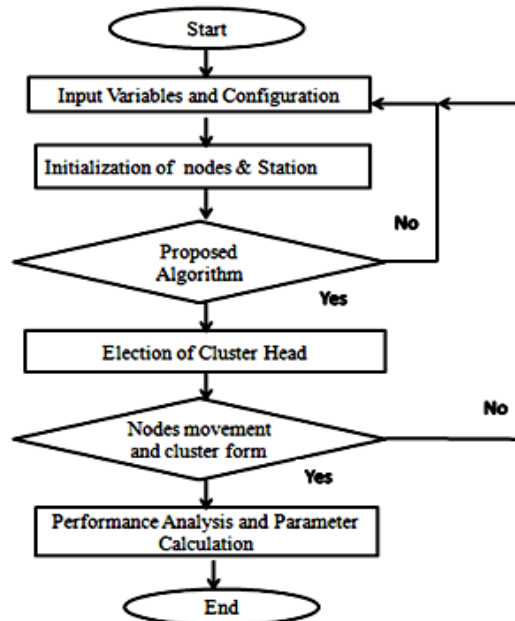 Start
Input Variables and Configuration
Initialization of nodes & Station
No
Proposed
Algorithm
Yes
Election of Cluster Head
No
Nodes movement
and cluster form
Yes
Performance Analysis and Parameter
Calculation
End